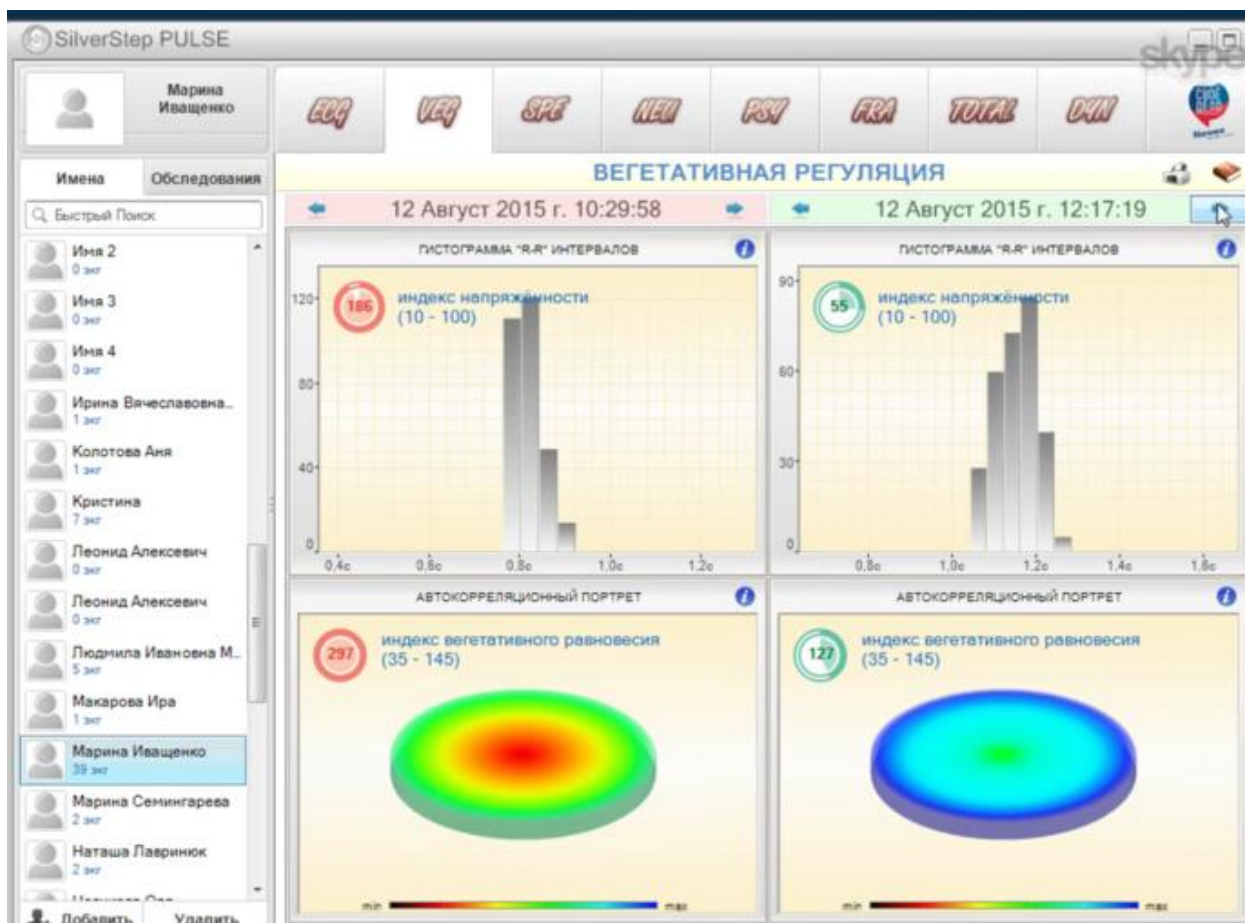 SilverStep PULSE
skype
Марина
Иващенко
ECG
VEG
SPE
NEU
PSY
FRA
TOTAL
DYN
Имена
Обследования
Быстрый Поиск
Имя 2
0 экг
Имя 3
0 экг
Имя 4
0 экг
Ирина Вячеславовна...
1 экг
Колотова Аня
1 экг
Кристина
7 экг
Леонид Алексевич
0 экг
Леонид Алексевич
0 экг
Людмила Ивановна М...
5 экг
Макарова Ира
1 экг
Марина Иващенко
39 экг
Марина Семингарева
2 экг
Наташа Лавринюк
2 экг
Добавить
Удалить
ВЕГЕТАТИВНАЯ РЕГУЛЯЦИЯ
12 Август 2015 г. 10:29:58
12 Август 2015 г. 12:17:19
ГИСТОГРАММА "R-R" ИНТЕРВАЛОВ
186
индекс напряжённости
(10 - 100)
120
80
40
0
0,4с 0,6с 0,8с 1,0с 1,2с
ГИСТОГРАММА "R-R" ИНТЕРВАЛОВ
55
индекс напряжённости
(10 - 100)
90
60
30
0
0,8с 1,0с 1,2с 1,4с 1,6с
АВТОКОРРЕЛЯЦИОННЫЙ ПОРТРЕТ
297
индекс вегетативного равновесия
(35 - 145)
min max
АВТОКОРРЕЛЯЦИОННЫЙ ПОРТРЕТ
127
индекс вегетативного равновесия
(35 - 145)
min max